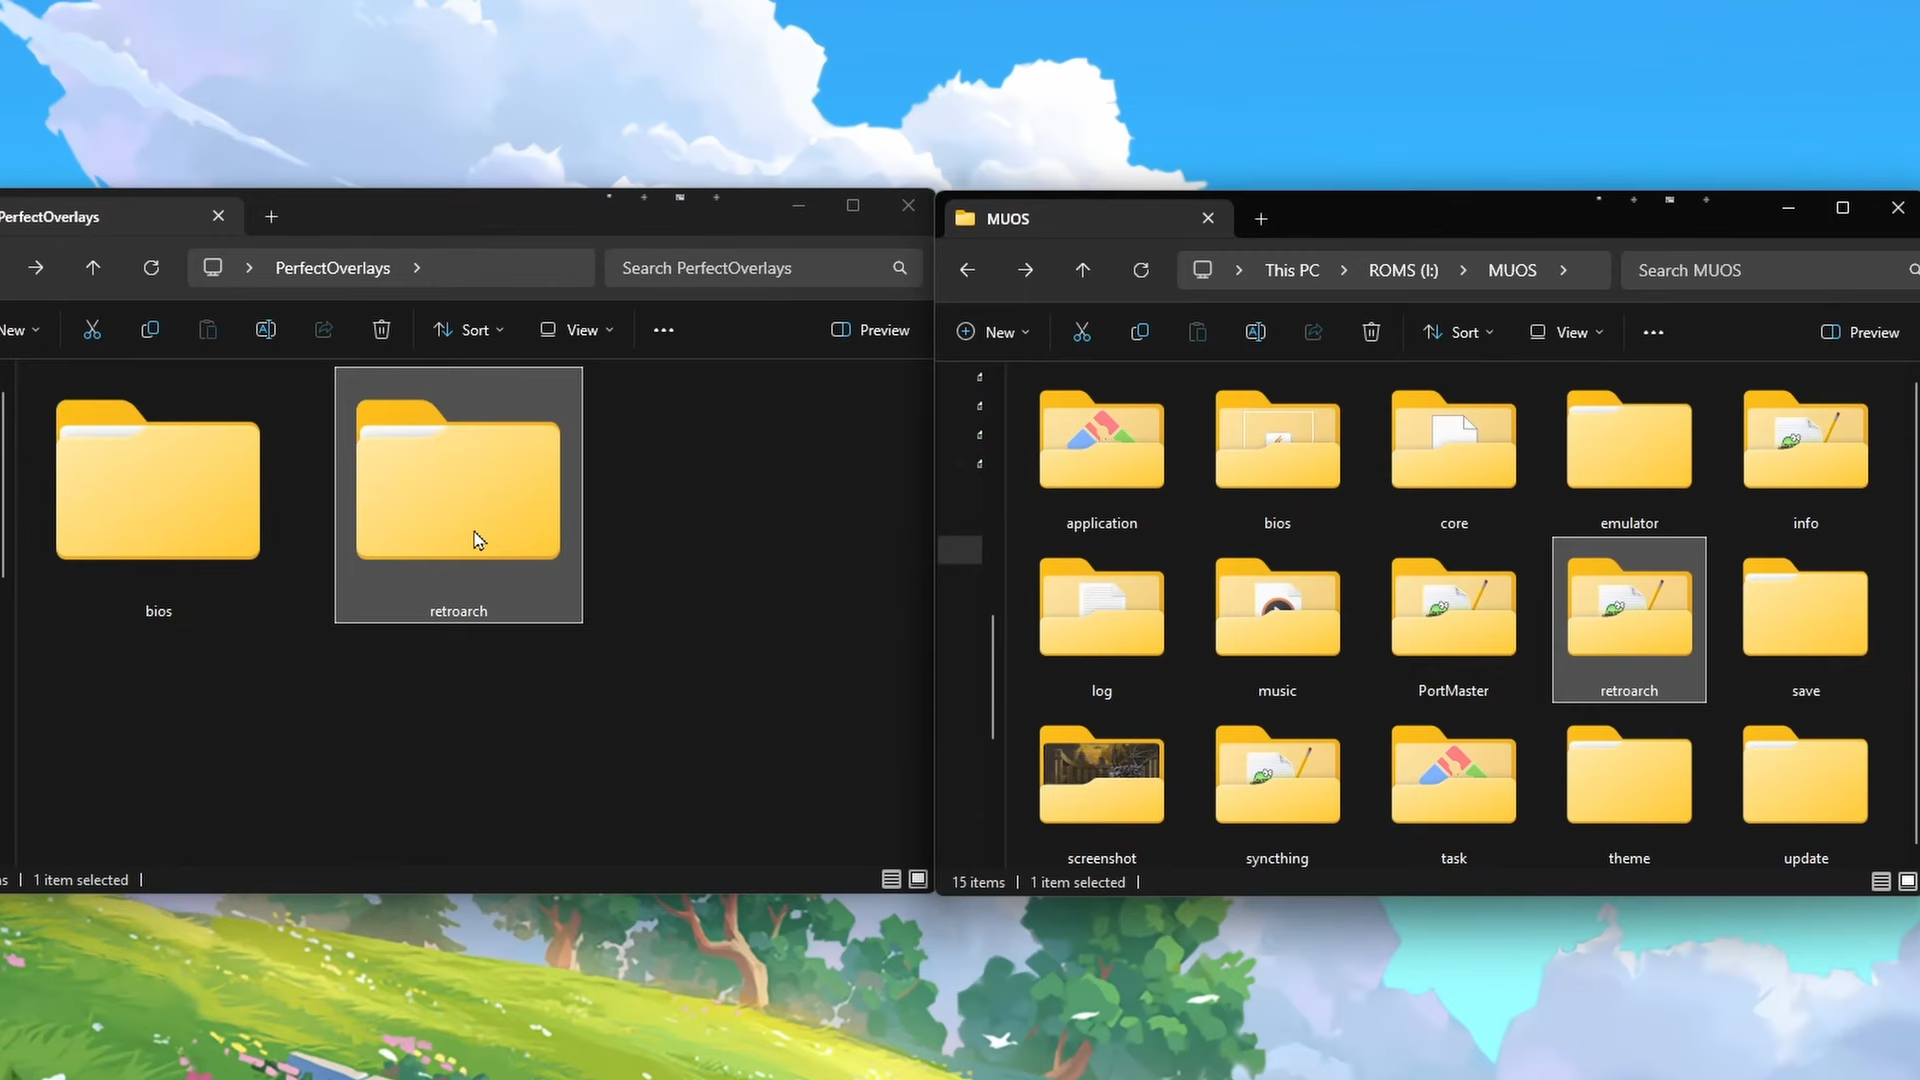 PerfectOverlays
PerfectOverlays
Search PerfectOverlays
New
Sort
View
Preview
bios
retroarch
s
1 item selected
MUOS
This PC
ROMS (I:)
MUOS
Search MUOS
New
Sort
View
Preview
application
bios
core
emulator
info
log
music
PortMaster
retroarch
save
screenshot
syncthing
task
theme
update
15 items
1 item selected